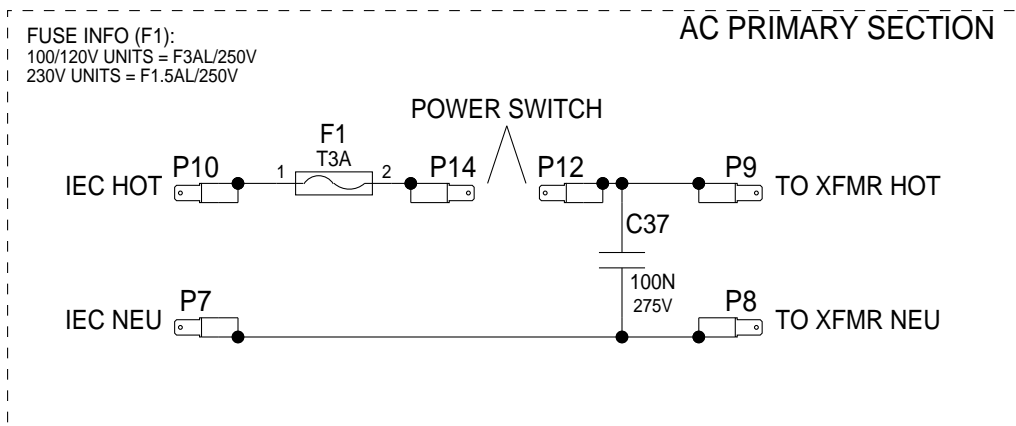 AC PRIMARY SECTION
FUSE INFO (F1):
100/120V UNITS = F3AL/250V
230V UNITS = F1.5AL/250V
POWER SWITCH
F1
T3A
P10
1
2
P14
P12
P9
IEC HOT
TO XFMR HOT
C37
100N
275V
P7
P8
IEC NEU
TO XFMR NEU